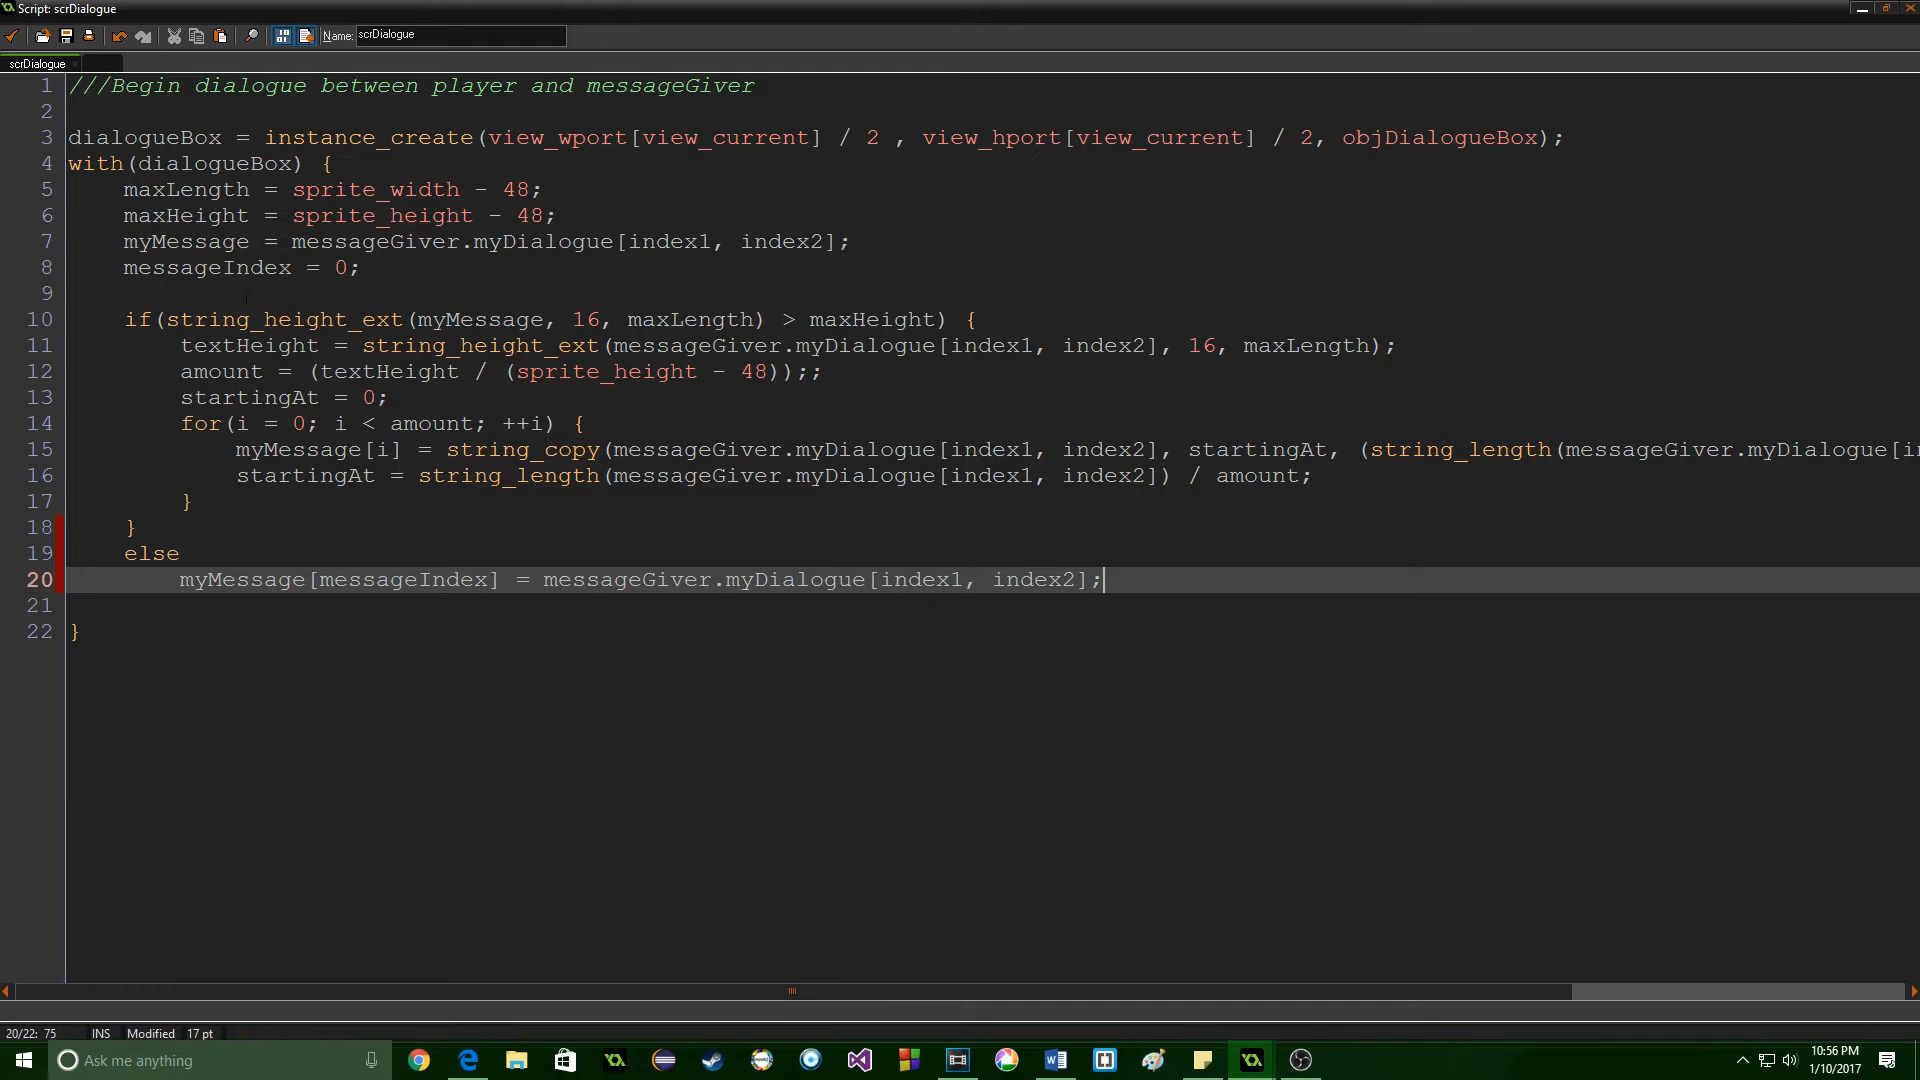 Script: scrDialogue
Name: scrDialogue
scrDialogue ×
1 ///Begin dialogue between player and messageGiver
2
3 dialogueBox = instance_create(view_wport[view_current] / 2 , view_hport[view_current] / 2, objDialogueBox);
4 with(dialogueBox) {
5 maxLength = sprite_width - 48;
6 maxHeight = sprite_height - 48;
7 myMessage = messageGiver.myDialogue[index1, index2];
8 messageIndex = 0;
9
10 if(string_height_ext(myMessage, 16, maxLength) > maxHeight) {
11 textHeight = string_height_ext(messageGiver.myDialogue[index1, index2], 16, maxLength);
12 amount = (textHeight / (sprite_height - 48));;
13 startingAt = 0;
14 for(i = 0; i < amount; ++i) {
15 myMessage[i] = string_copy(messageGiver.myDialogue[index1, index2], startingAt, (string_length(messageGiver.myDialogue[in
16 startingAt = string_length(messageGiver.myDialogue[index1, index2]) / amount;
17 }
18 }
19 else
20 myMessage[messageIndex] = messageGiver.myDialogue[index1, index2];
21
22 }
20/22: 75 INS Modified 17 pt
Ask me anything
10:56 PM
1/10/2017